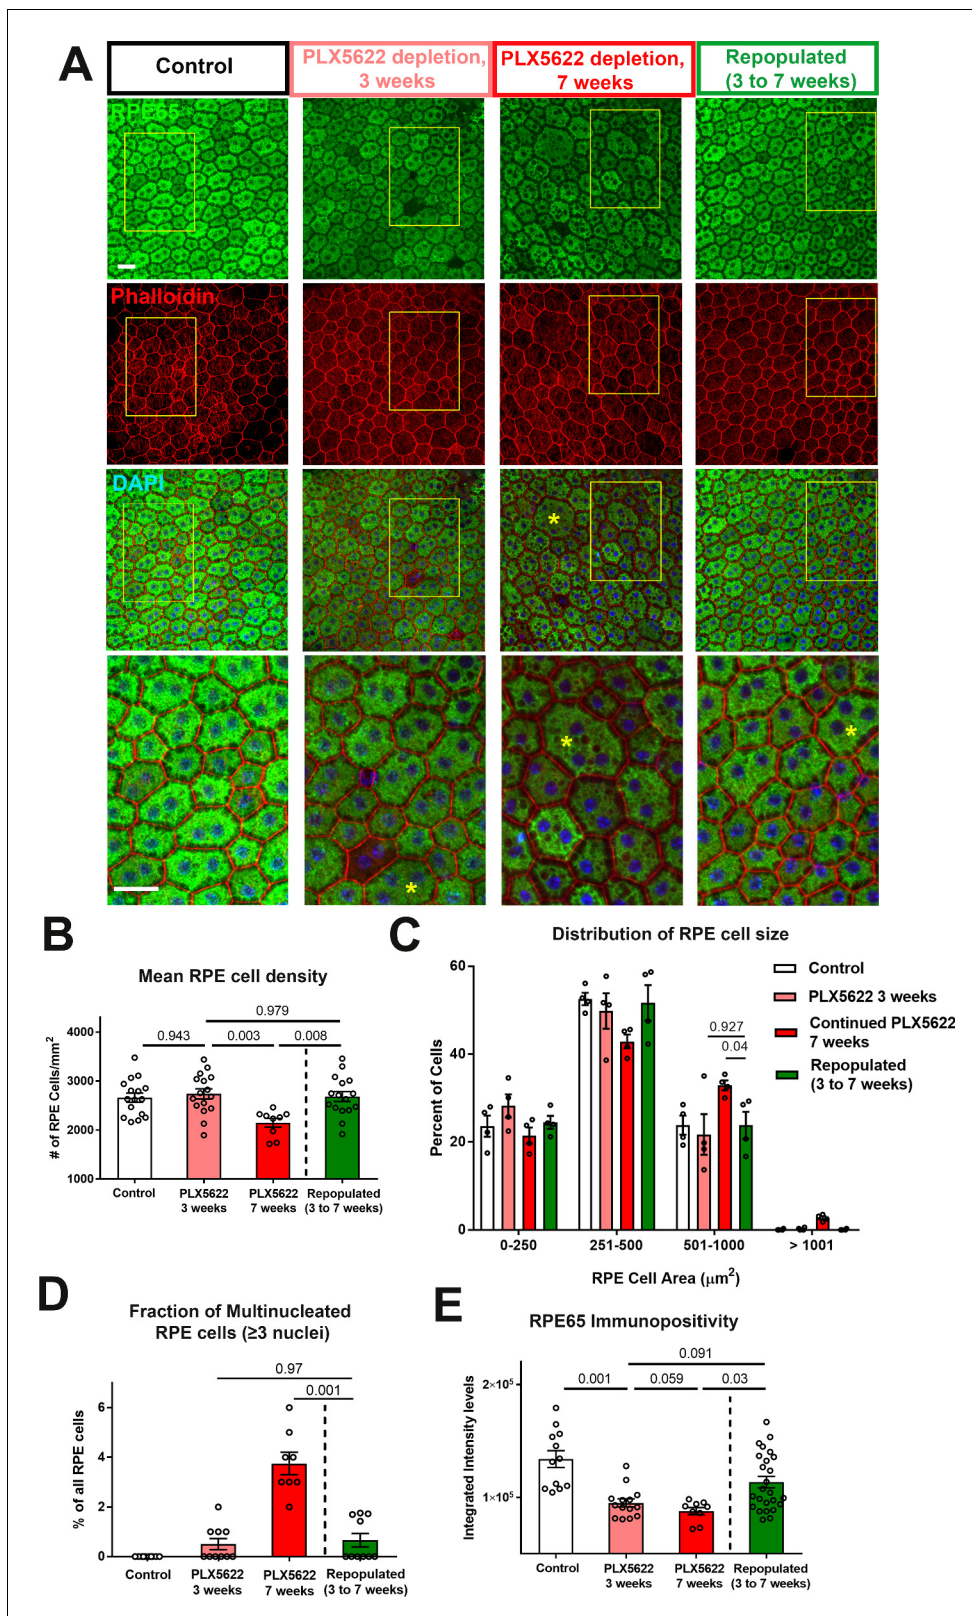 A
Control
PLX5622 depletion,
3 weeks
PLX5622 depletion,
7 weeks
Repopulated
(3 to 7 weeks)
RPE65
Phalloidin
DAPI
*
*
*
*
B
Mean RPE cell density
0.979
0.943
0.003
0.008
# of RPE Cells/mm²
4000
3000
2000
1000
Control
PLX5622
3 weeks
PLX5622
7 weeks
Repopulated
(3 to 7 weeks)
C
Distribution of RPE cell size
Control
PLX5622 3 weeks
Continued PLX5622
7 weeks
Repopulated
(3 to 7 weeks)
0.927
0.04
Percent of Cells
60
40
20
0
0-250
251-500
501-1000
> 1001
RPE Cell Area (μm²)
D
Fraction of Multinucleated
RPE cells (≥3 nuclei)
0.97
0.001
% of all RPE cells
6
4
2
0
Control
PLX5622
3 weeks
PLX5622
7 weeks
Repopulated
(3 to 7 weeks)
E
RPE65 Immunopositivity
0.091
0.001
0.059
0.03
Integrated Intensity levels
2×10⁵
1×10⁵
Control
PLX5622
3 weeks
PLX5622
7 weeks
Repopulated
(3 to 7 weeks)